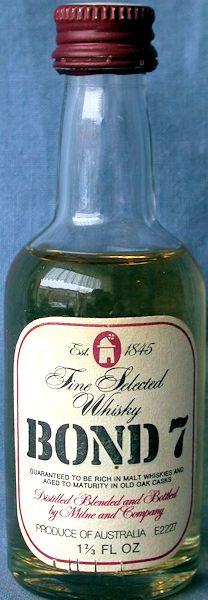 Est. 1845
Fine Selected
Whisky
BOND 7
GUARANTEED TO BE RICH IN MALT WHISKIES AND
AGED TO MATURITY IN OLD OAK CASKS
Distilled Blended and Bottled
by Milne and Company
PRODUCE OF AUSTRALIA E2227
1⅔ FL OZ